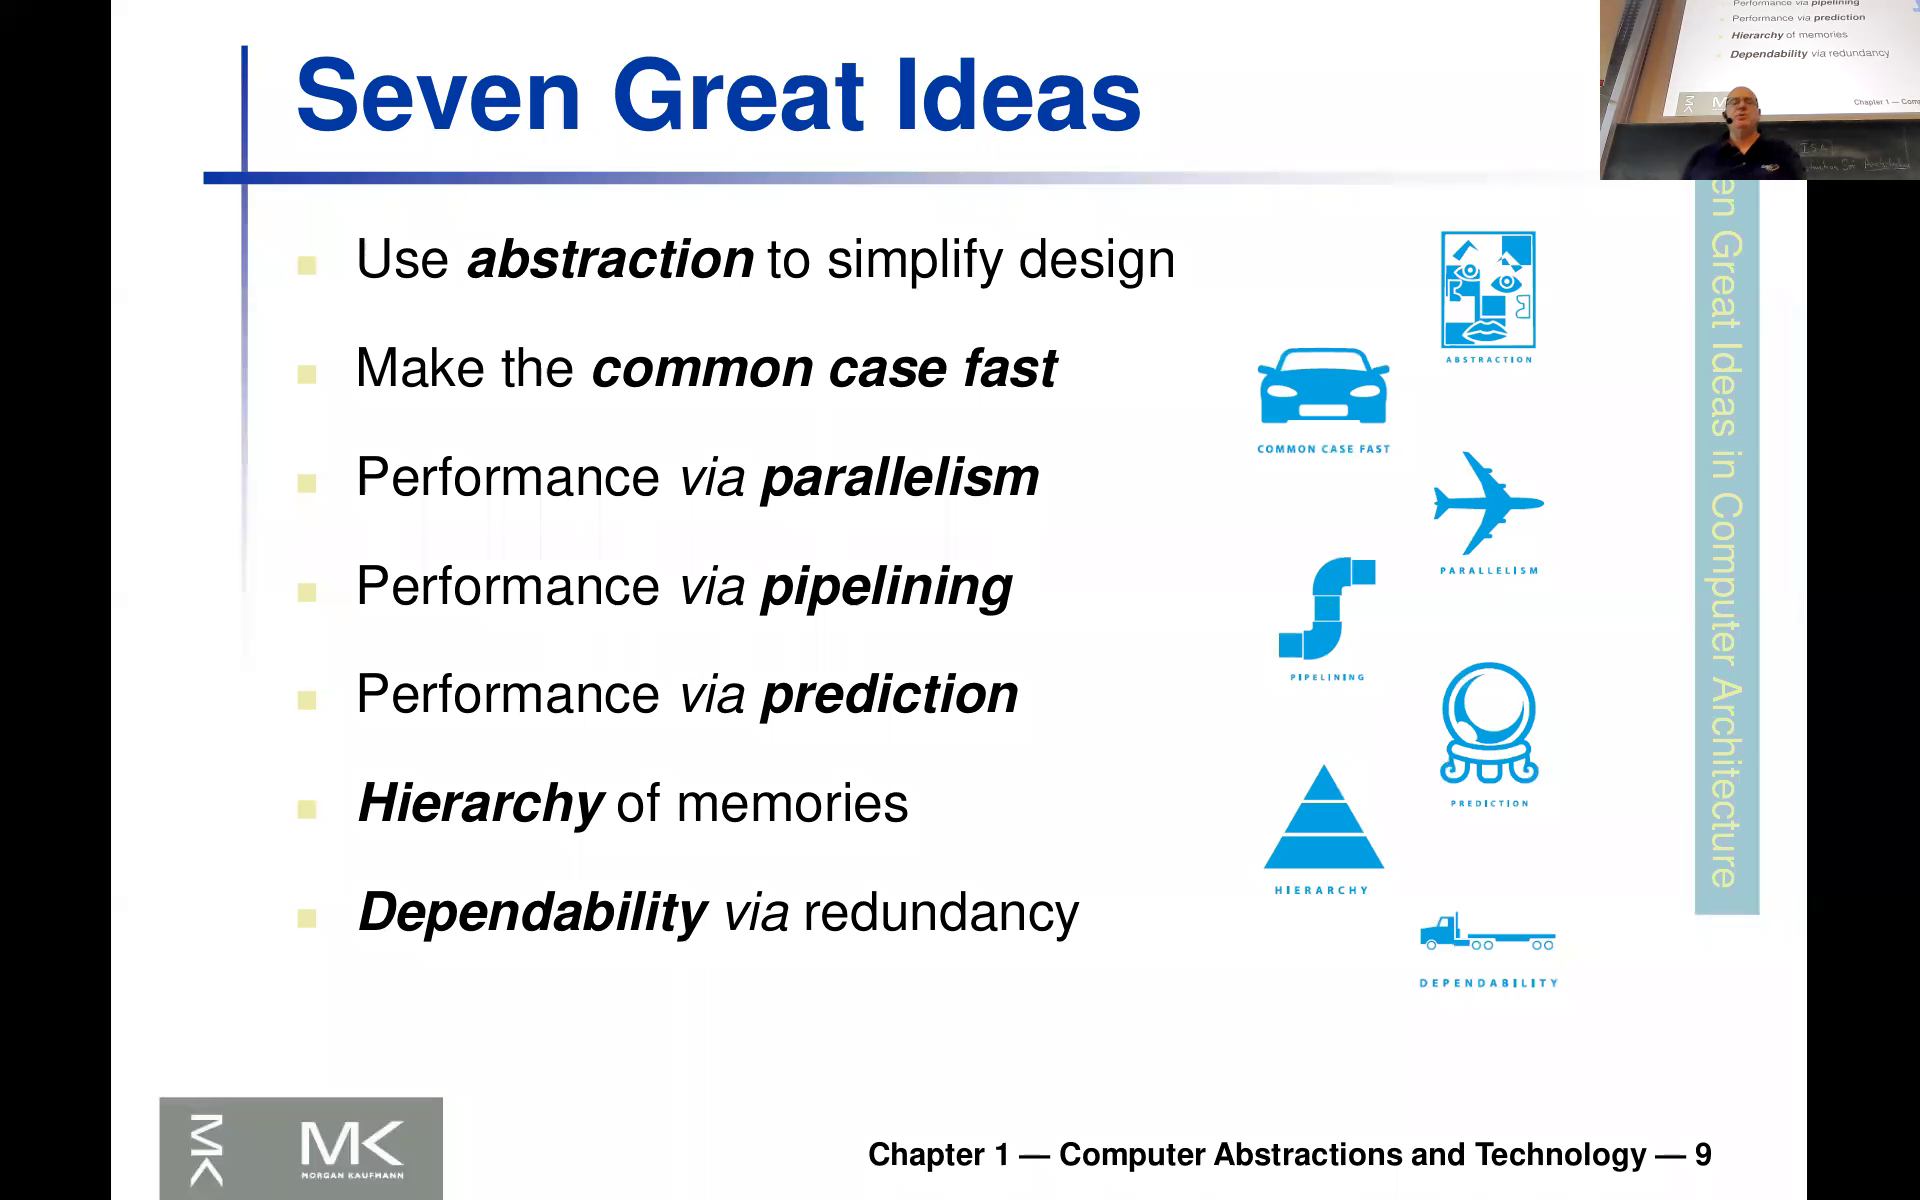 Seven Great Ideas
Use abstraction to simplify design
Make the common case fast
Performance via parallelism
Performance via pipelining
Performance via prediction
Hierarchy of memories
Dependability via redundancy
ABSTRACTION
COMMON CASE FAST
PARALLELISM
PIPELINING
PREDICTION
HIERARCHY
DEPENDABILITY
en Great Ideas in Computer Architecture
Performance via pipelining
Performance via prediction
Hierarchy of memories
Dependability via redundancy
Chapter 1 — Com
ISA
MK
MK
MORGAN KAUFMANN
Chapter 1 — Computer Abstractions and Technology — 9